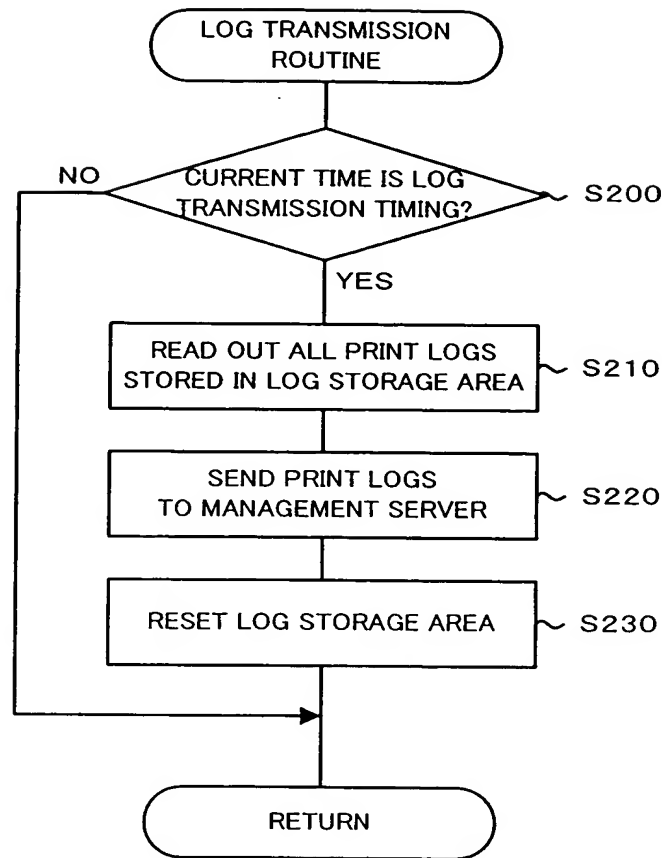 LOG TRANSMISSION
ROUTINE
NO
CURRENT TIME IS LOG
TRANSMISSION TIMING?
S200
YES
READ OUT ALL PRINT LOGS
STORED IN LOG STORAGE AREA
S210
SEND PRINT LOGS
TO MANAGEMENT SERVER
S220
RESET LOG STORAGE AREA
S230
RETURN